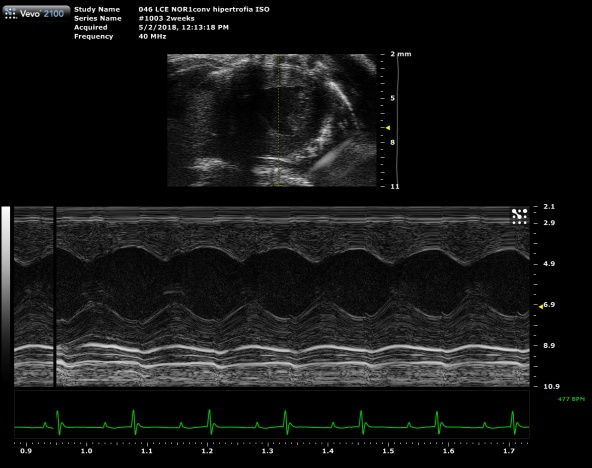 Vevo 2100
Study Name 046 LCE NOR1conv hipertrofia ISO
Series Name #1003 2weeks
Acquired 5/2/2018, 12:13:18 PM
Frequency 40 MHz
2 mm
5
8
11
2.1
2.9
4.9
6.9
8.9
10.9
477 BPM
0.9 1.0 1.1 1.2 1.3 1.4 1.5 1.6 1.7